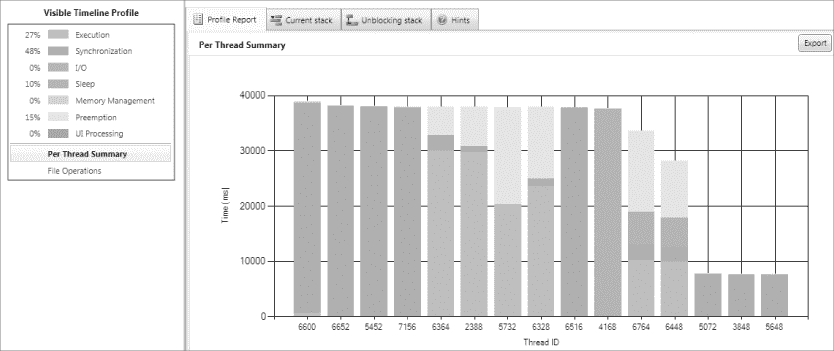 Visible Timeline Profile
27% Execution
48% Synchronization
0% I/O
10% Sleep
0% Memory Management
15% Preemption
0% UI Processing
Per Thread Summary
File Operations
Profile Report Current stack Unblocking stack Hints
Per Thread Summary Export
40000
30000
20000
10000
0
Time (ms)
6600 6652 5452 7156 6364 2388 5732 6328 6516 4168 6764 6448 5072 3848 5648
Thread ID